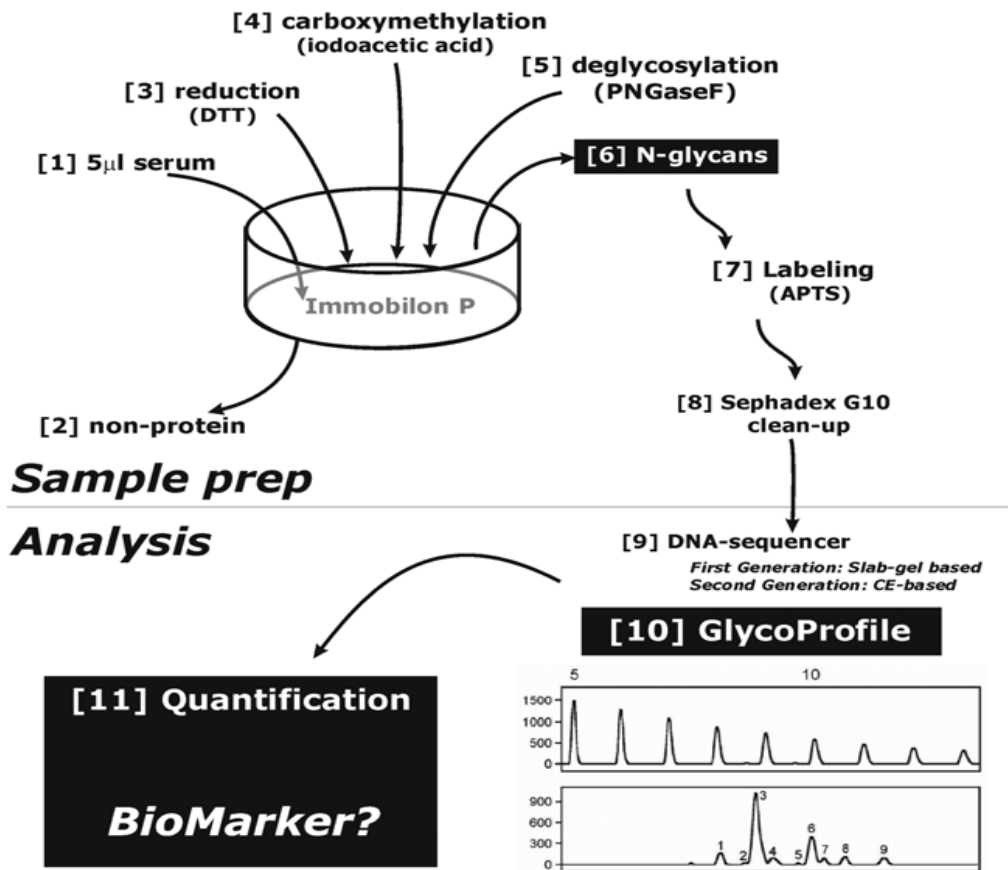 [4] carboxymethylation
(iodoacetic acid)
[5] deglycosylation
(PNGaseF)
[3] reduction
(DTT)
[1] 5μl serum
[6] N-glycans
[7] Labeling
(APTS)
Immobilon P
[8] Sephadex G10
clean-up
[2] non-protein
Sample prep
Analysis
[9] DNA-sequencer
First Generation: Slab-gel based
Second Generation: CE-based
[10] GlycoProfile
5 10
1500
1000
500
0
900
600
300
0
1 2 3 4 5 6 7 8 9
[11] Quantification
BioMarker?